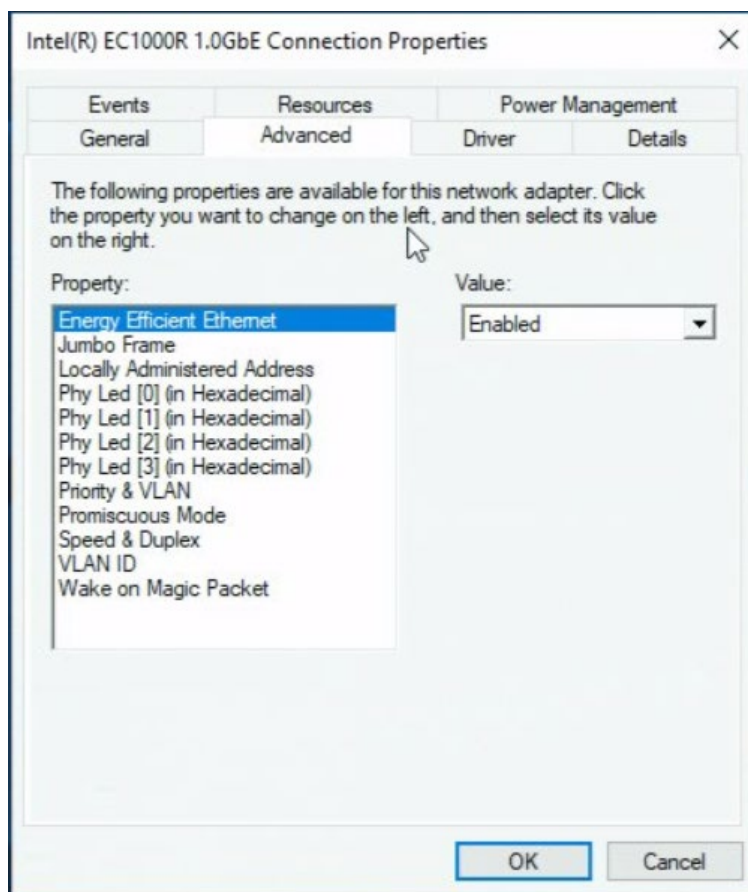 Intel(R) EC1000R 1.0GbE Connection Properties
Events Resources Power Management
General Advanced Driver Details
The following properties are available for this network adapter. Click
the property you want to change on the left, and then select its value
on the right.
Property: Value:
Energy Efficient Ethernet Enabled
Jumbo Frame
Locally Administered Address
Phy Led [0] (in Hexadecimal)
Phy Led [1] (in Hexadecimal)
Phy Led [2] (in Hexadecimal)
Phy Led [3] (in Hexadecimal)
Priority & VLAN
Promiscuous Mode
Speed & Duplex
VLAN ID
Wake on Magic Packet
OK Cancel